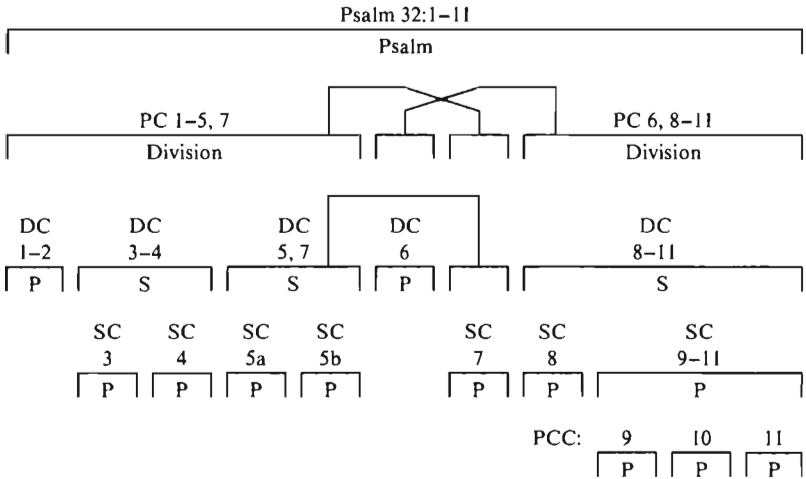 Psalm 32:1–11
Psalm
PC 1–5, 7 PC 6, 8–11
Division Division
DC DC DC DC DC
1–2 3–4 5, 7 6 8–11
P S S P S
SC SC SC SC SC SC SC
3 4 5a 5b 7 8 9–11
P P P P P P P
PCC: 9 10 11
P P P